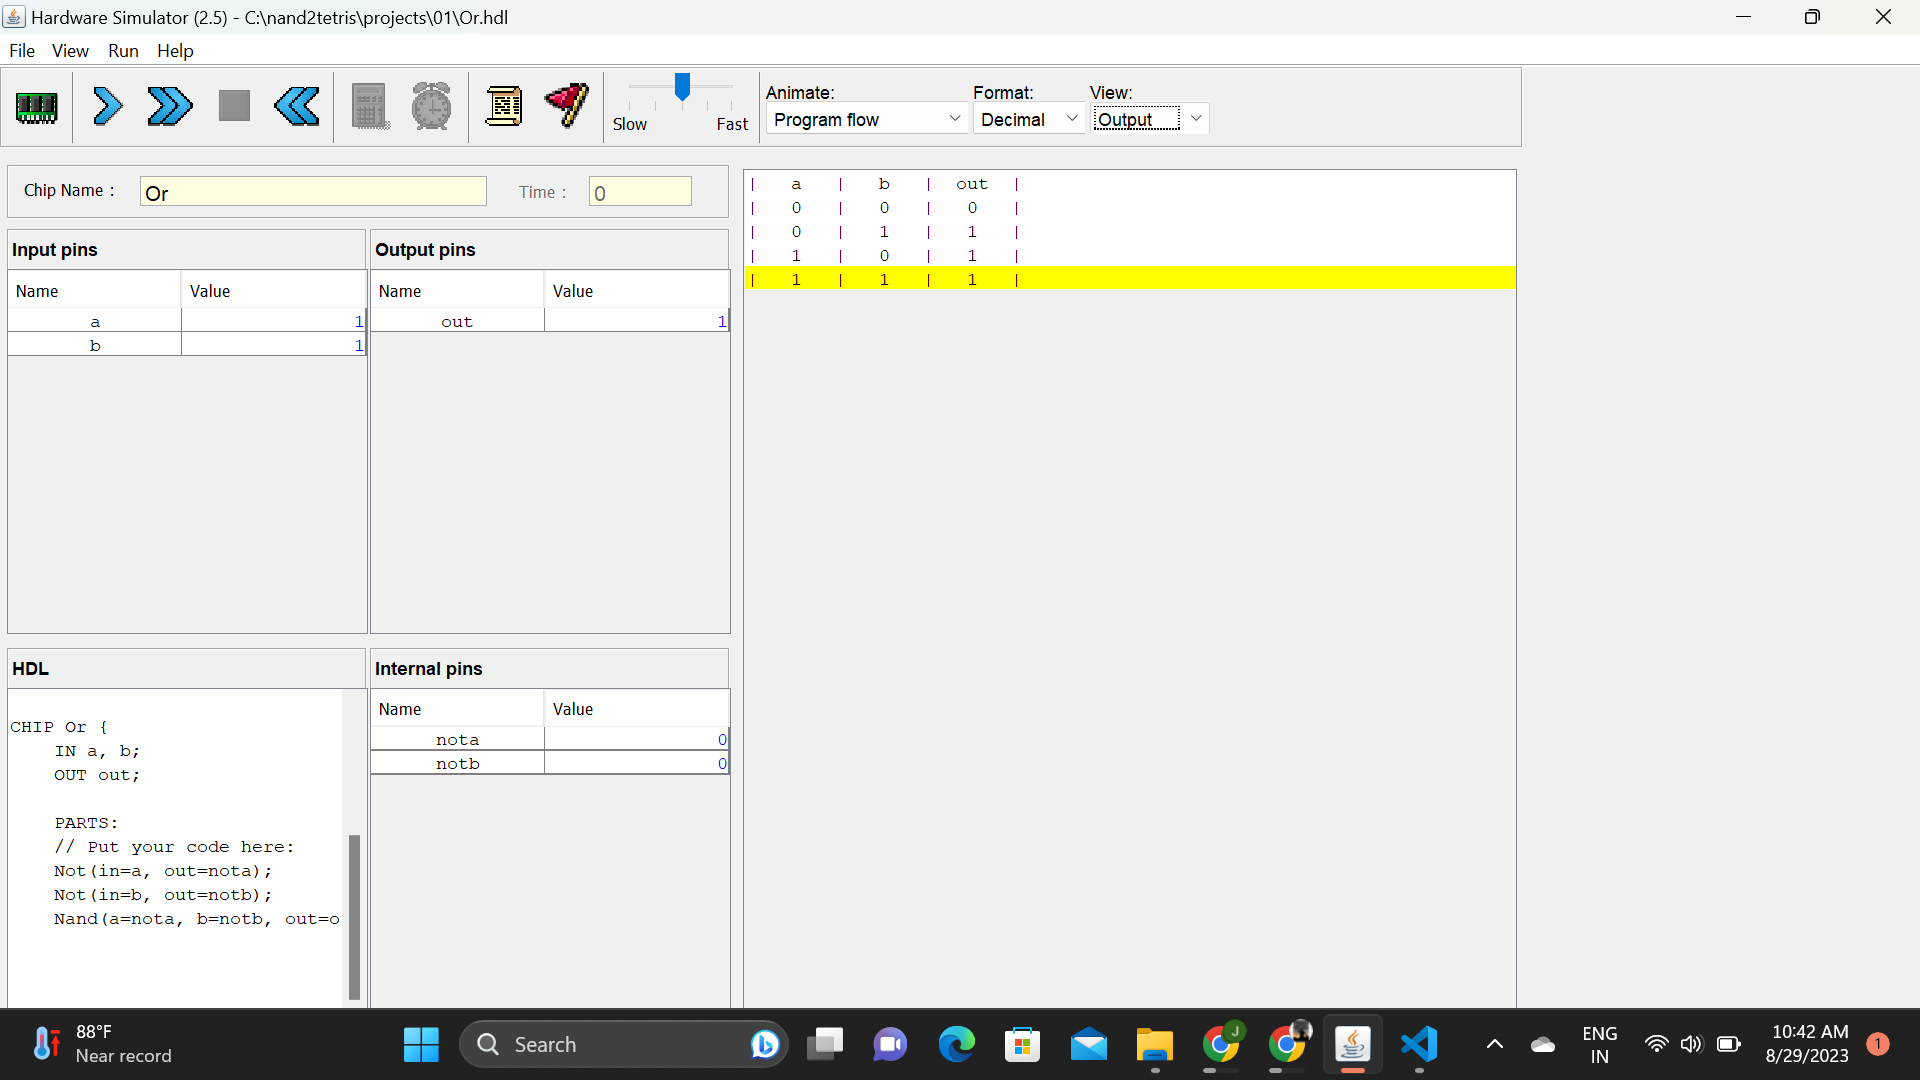 Hardware Simulator (2.5) - C:\nand2tetris\projects\01\Or.hdl
File View Run Help
Slow Fast
Animate: Format: View:
Program flow Decimal Output
Chip Name : Or Time : 0
Input pins
Name Value
a 1
b 1
Output pins
Name Value
out 1
| a | b | out |
| 0 | 0 | 0 |
| 0 | 1 | 1 |
| 1 | 0 | 1 |
| 1 | 1 | 1 |
HDL
CHIP Or {
IN a, b;
OUT out;
PARTS:
// Put your code here:
Not(in=a, out=nota);
Not(in=b, out=notb);
Nand(a=nota, b=notb, out=o
Internal pins
Name Value
nota 0
notb 0
88°F
Near record
Search
J
ENG
IN
10:42 AM
8/29/2023
1